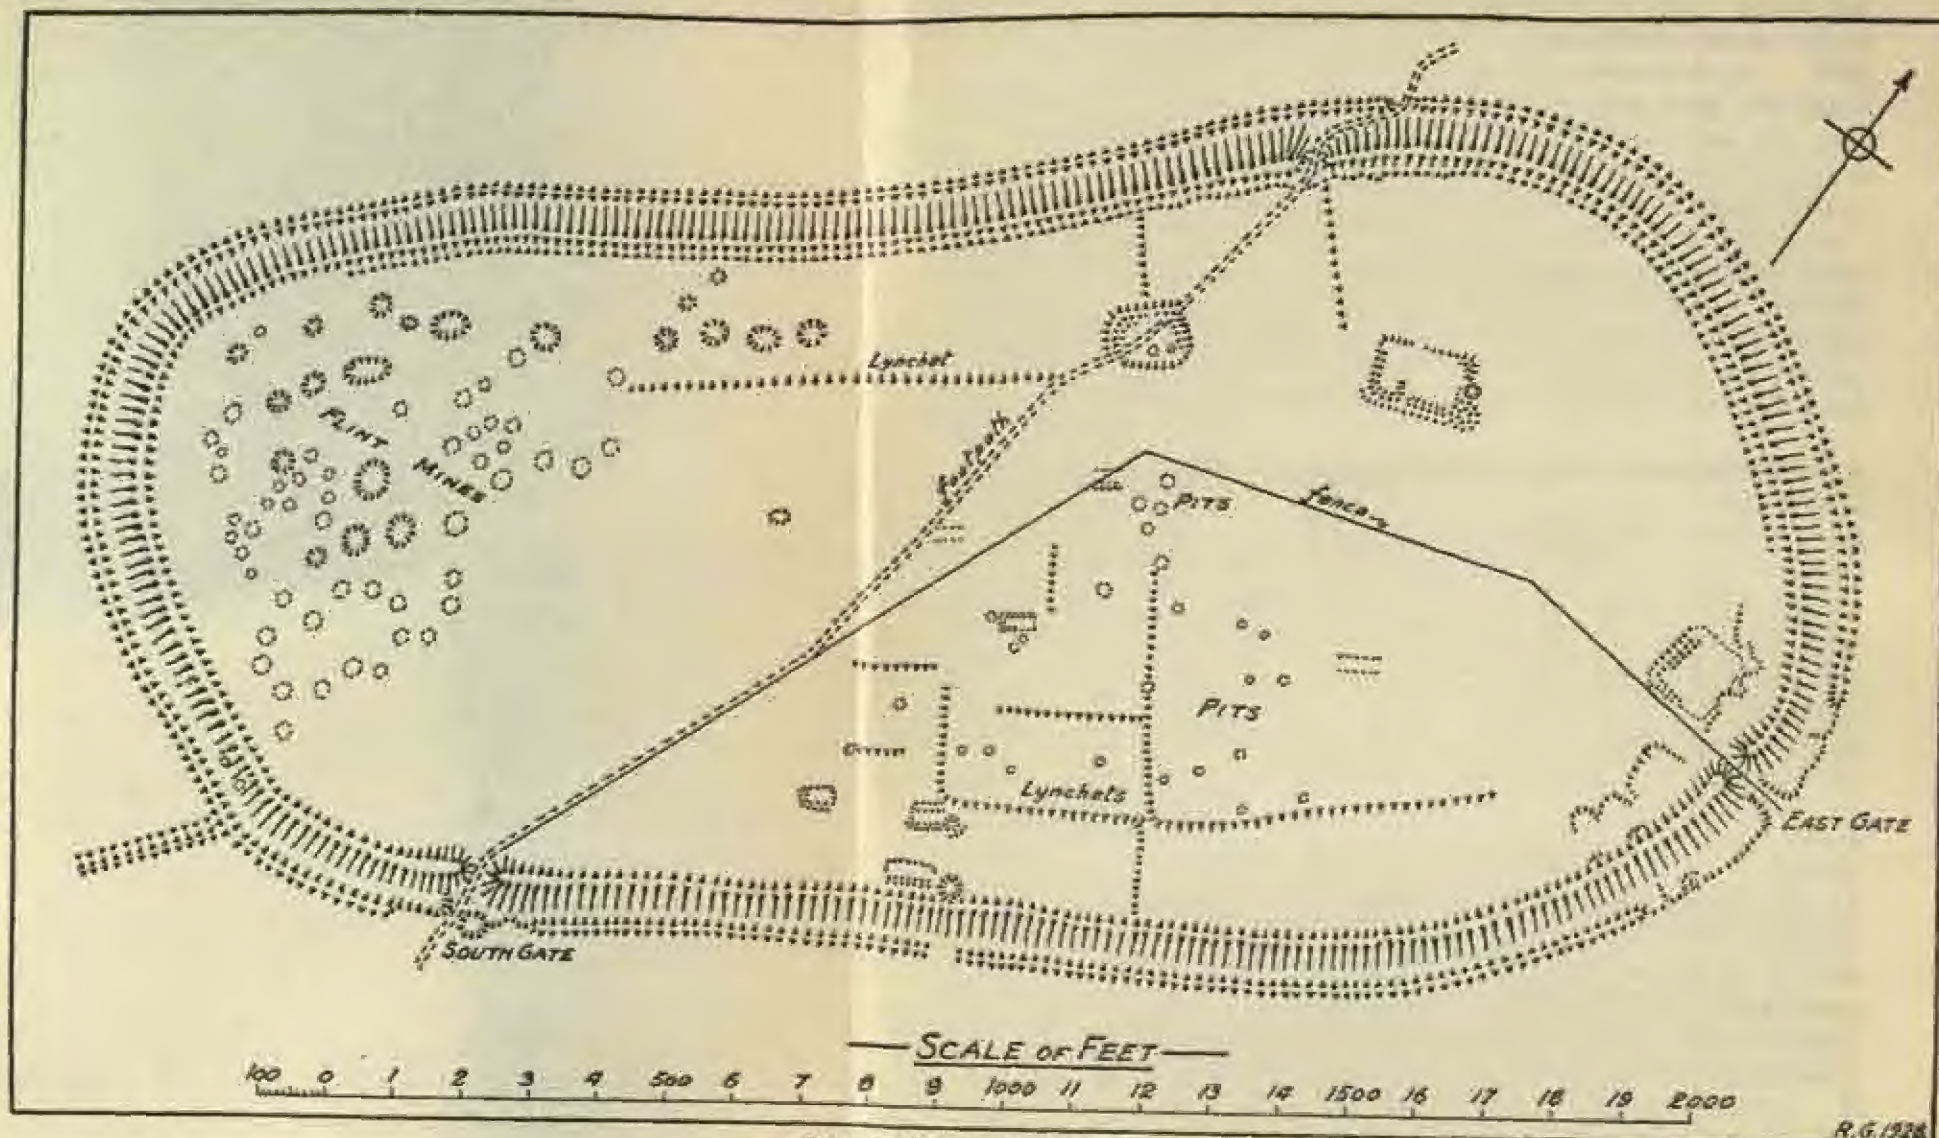 Lynchet
FLINT
MINES
Footpath
PITS
fence
PITS
Lynchets
EAST GATE
SOUTH GATE
SCALE OF FEET
100 0 1 2 3 4 500 6 7 8 9 1000 11 12 13 14 1500 16 17 18 19 2000
R.G. 1928